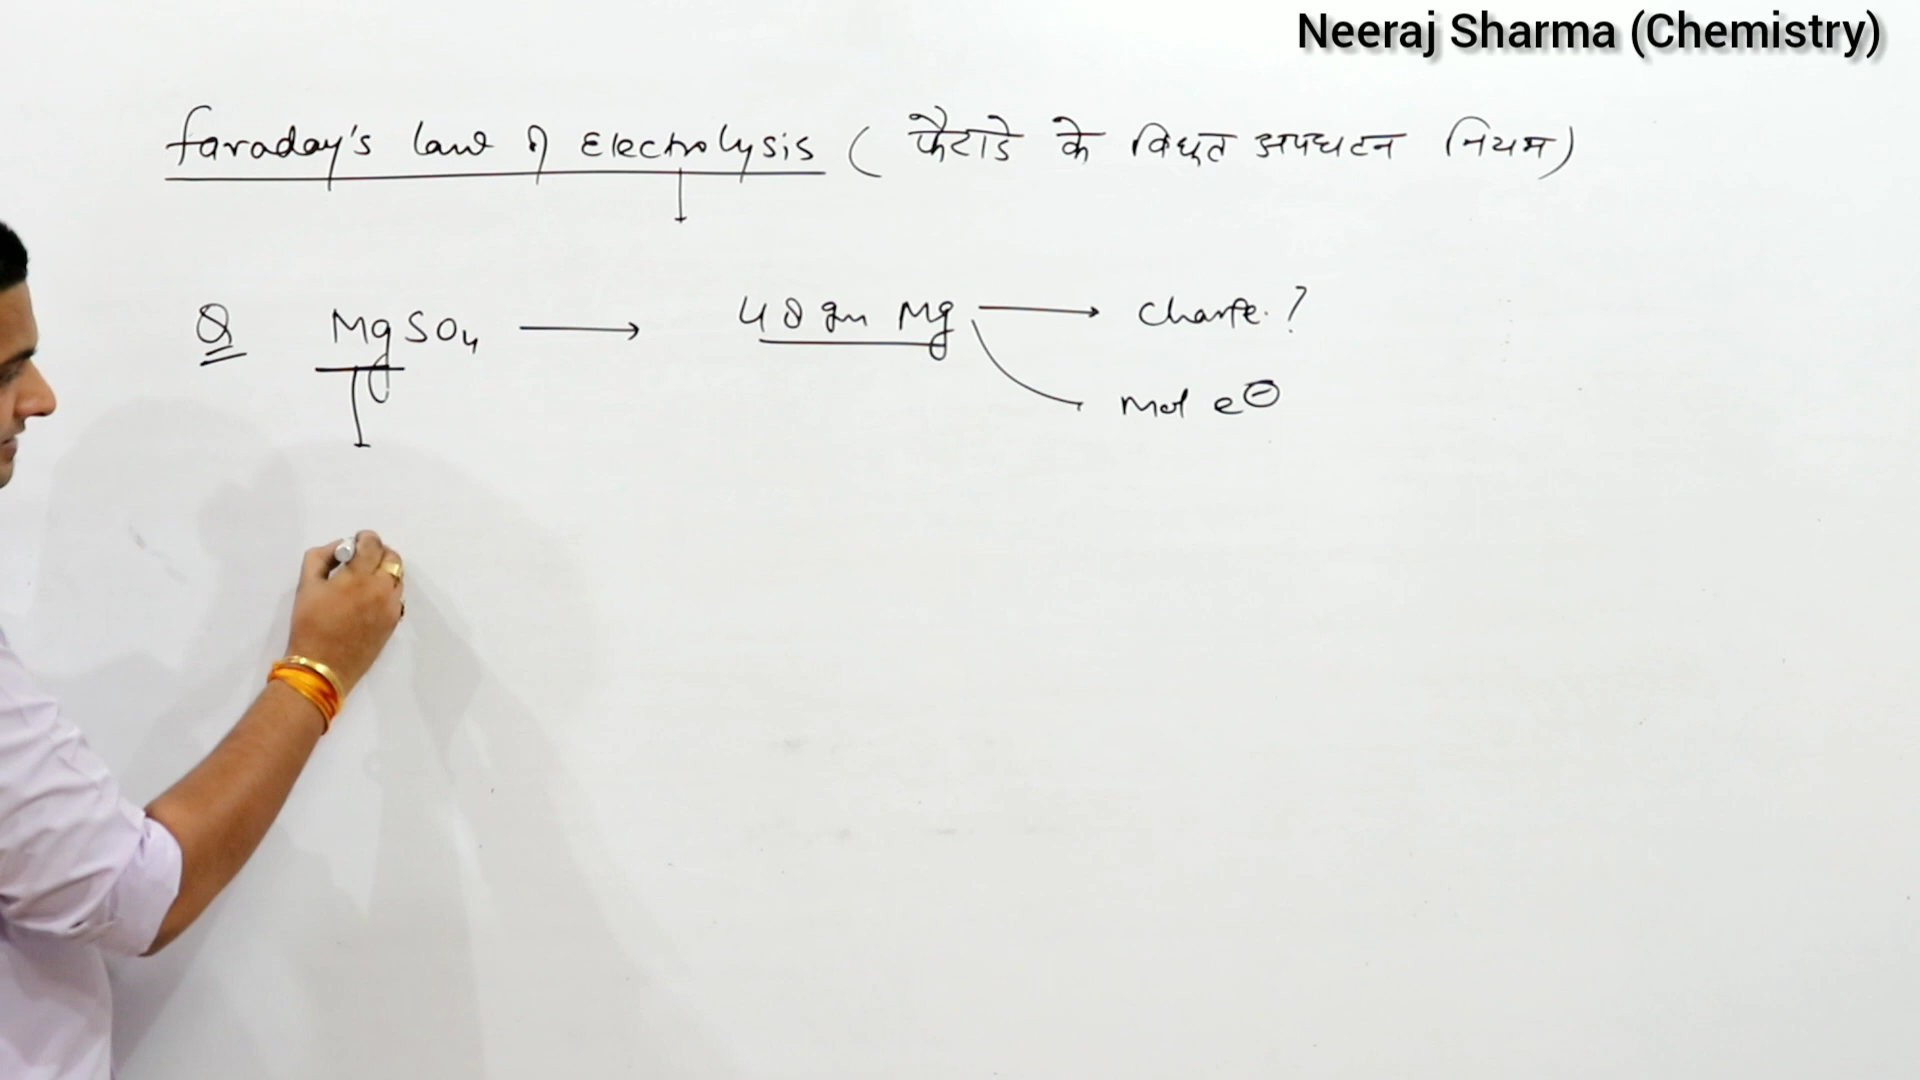 Neeraj Sharma (Chemistry)
faraday's law of Electrolysis ( फैराडे के विधुत अपघटन नियम)
Q MgSO4 → 48 gm Mg → Charge. ?
Mol e⊖